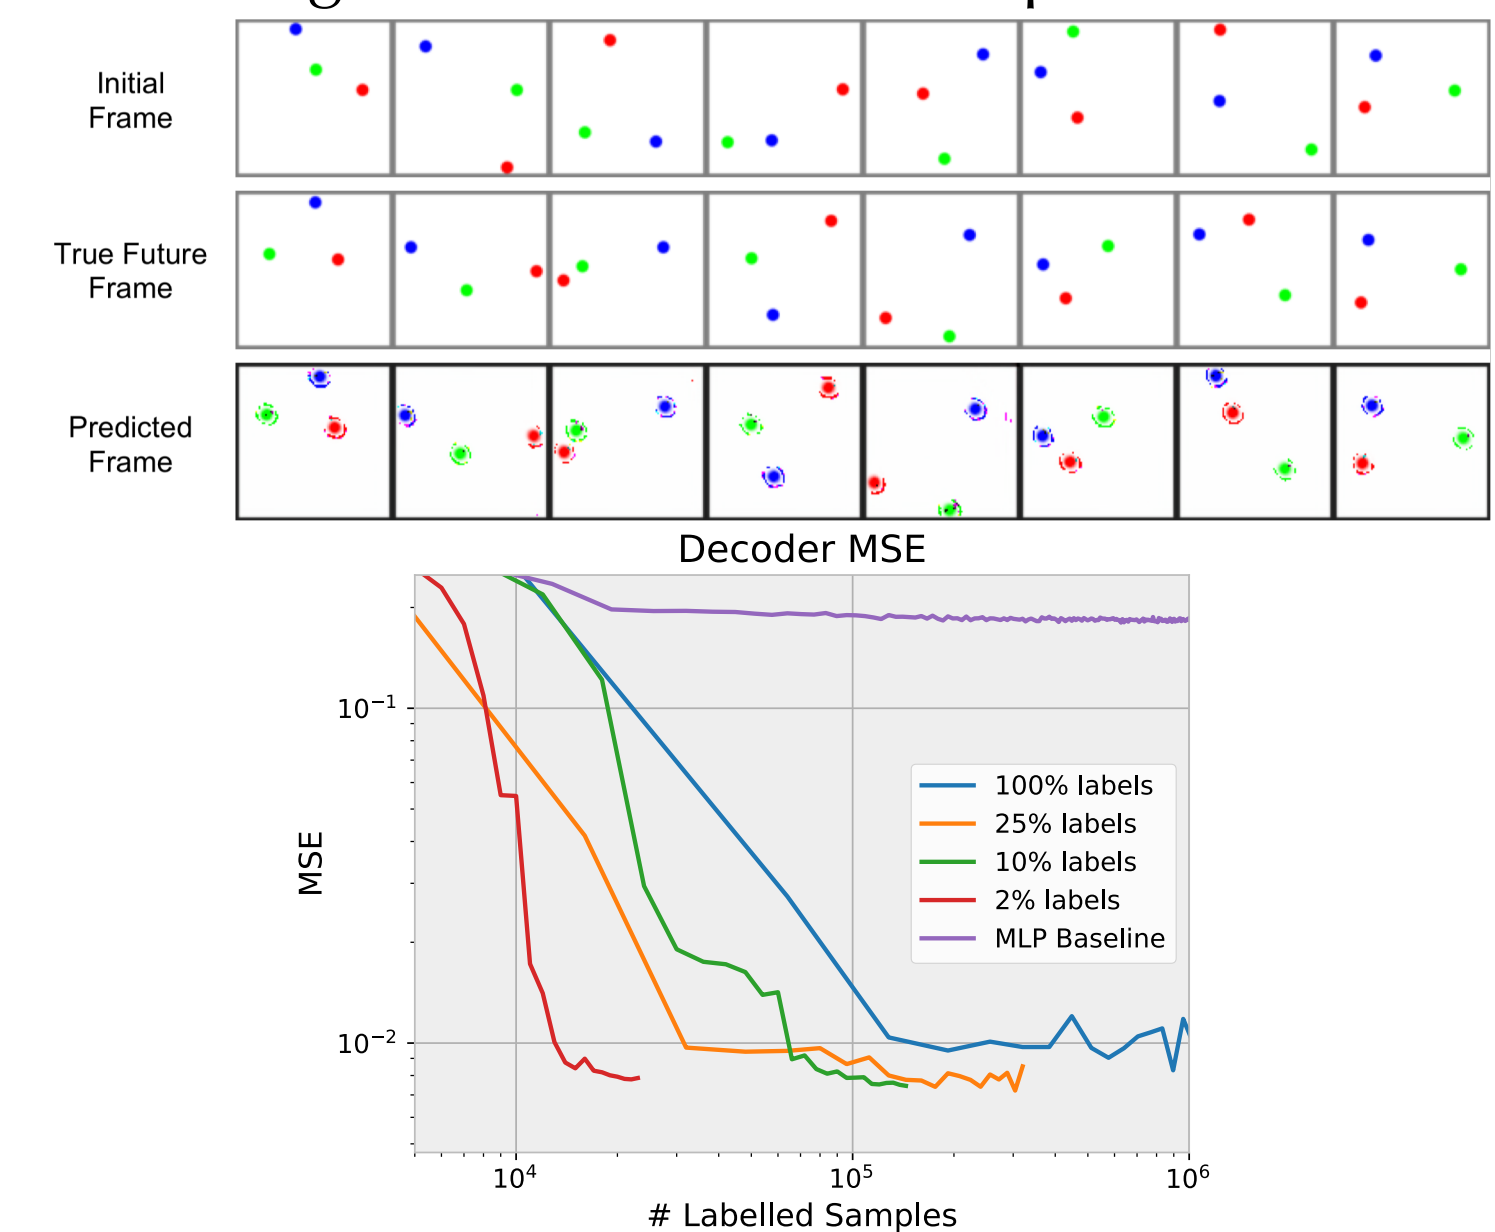 Initial
Frame
True Future
Frame
Predicted
Frame
Decoder MSE
10⁻¹
10⁻²
MSE
100% labels
25% labels
10% labels
2% labels
MLP Baseline
10⁴ 10⁵ 10⁶
# Labelled Samples